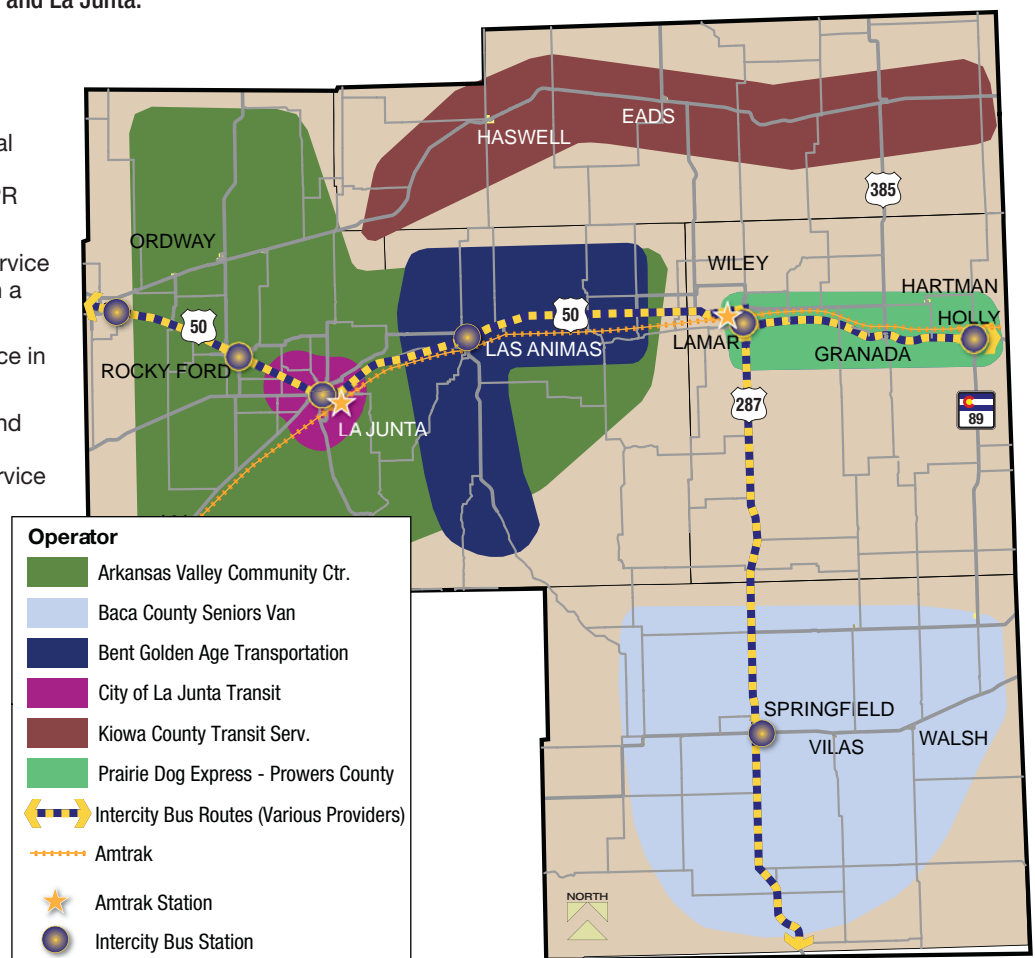 and La Junta.
al
PR
ervice
n a
ce in
nd
rvice
HASWELL
EADS
385
ORDWAY
WILEY
HARTMAN
50
50
HOLLY
LAS ANIMAS
LAMAR
GRANADA
ROCKY FORD
287
89
LA JUNTA
Operator
Arkansas Valley Community Ctr.
Baca County Seniors Van
Bent Golden Age Transportation
City of La Junta Transit
Kiowa County Transit Serv.
Prairie Dog Express - Prowers County
Intercity Bus Routes (Various Providers)
Amtrak
Amtrak Station
Intercity Bus Station
SPRINGFIELD
VILAS
WALSH
NORTH